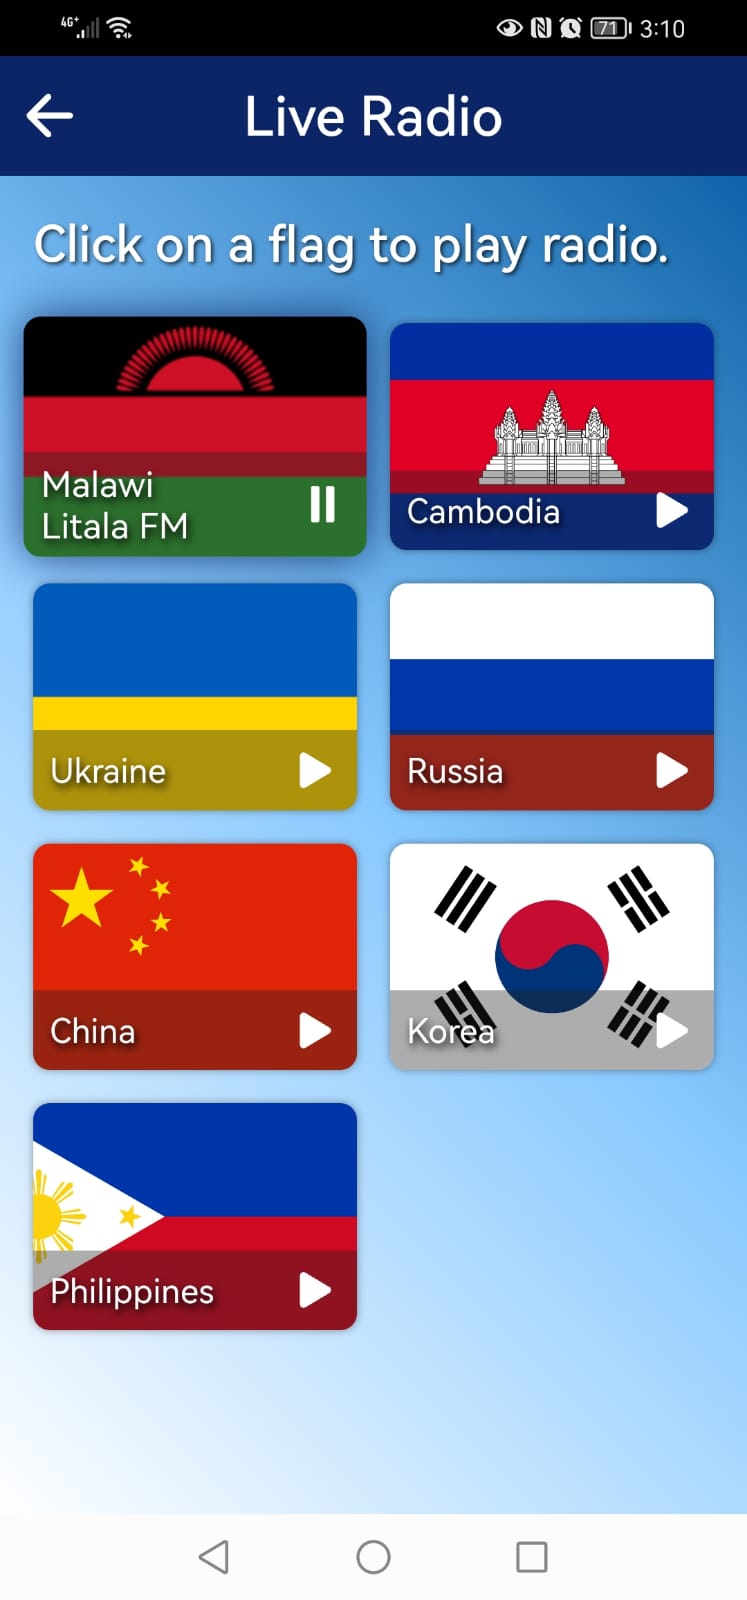 4G+
71 3:10
Live Radio
Click on a flag to play radio.
Malawi
Litala FM
Cambodia
Ukraine
Russia
China
Korea
Philippines